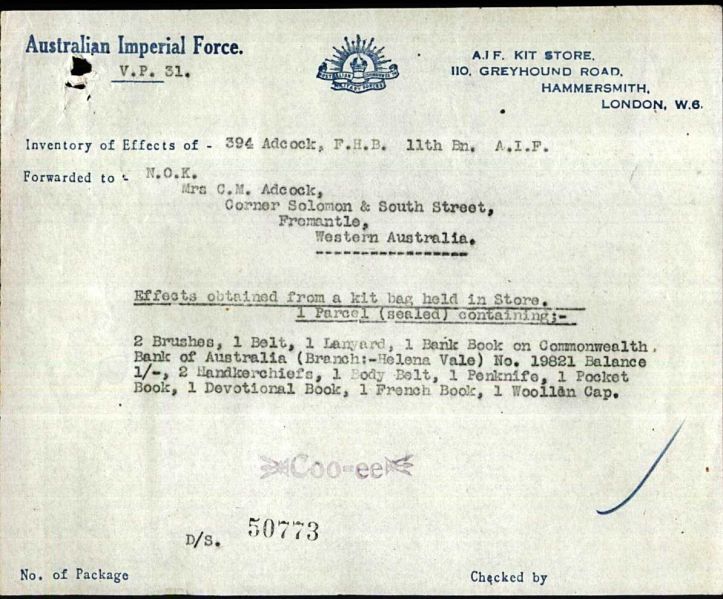 Australian Imperial Force.
V.P. 31.
AUSTRALIAN COMMONWEALTH
MILITARY FORCES
A.I.F. KIT STORE,
110, GREYHOUND ROAD,
HAMMERSMITH,
LONDON, W.6.
Inventory of Effects of - 394 Adcock, F.H.B. 11th Bn. A.I.F.
Forwarded to - N.O.K.
Mrs C.M. Adcock,
Corner Solomon & South Street,
Fremantle,
Western Australia.
Effects obtained from a kit bag held in Store.
1 Parcel (sealed) containing;-
2 Brushes, 1 Belt, 1 Lanyard, 1 Bank Book on Commonwealth
Bank of Australia (Branch:-Helena Vale) No. 19821 Balance
1/-, 2 Handkerchiefs, 1 Body Belt, 1 Penknife, 1 Pocket
Book, 1 Devotional Book, 1 French Book, 1 Woollen Cap.
Coo-ee
D/S. 50773
No. of Package
Checked by